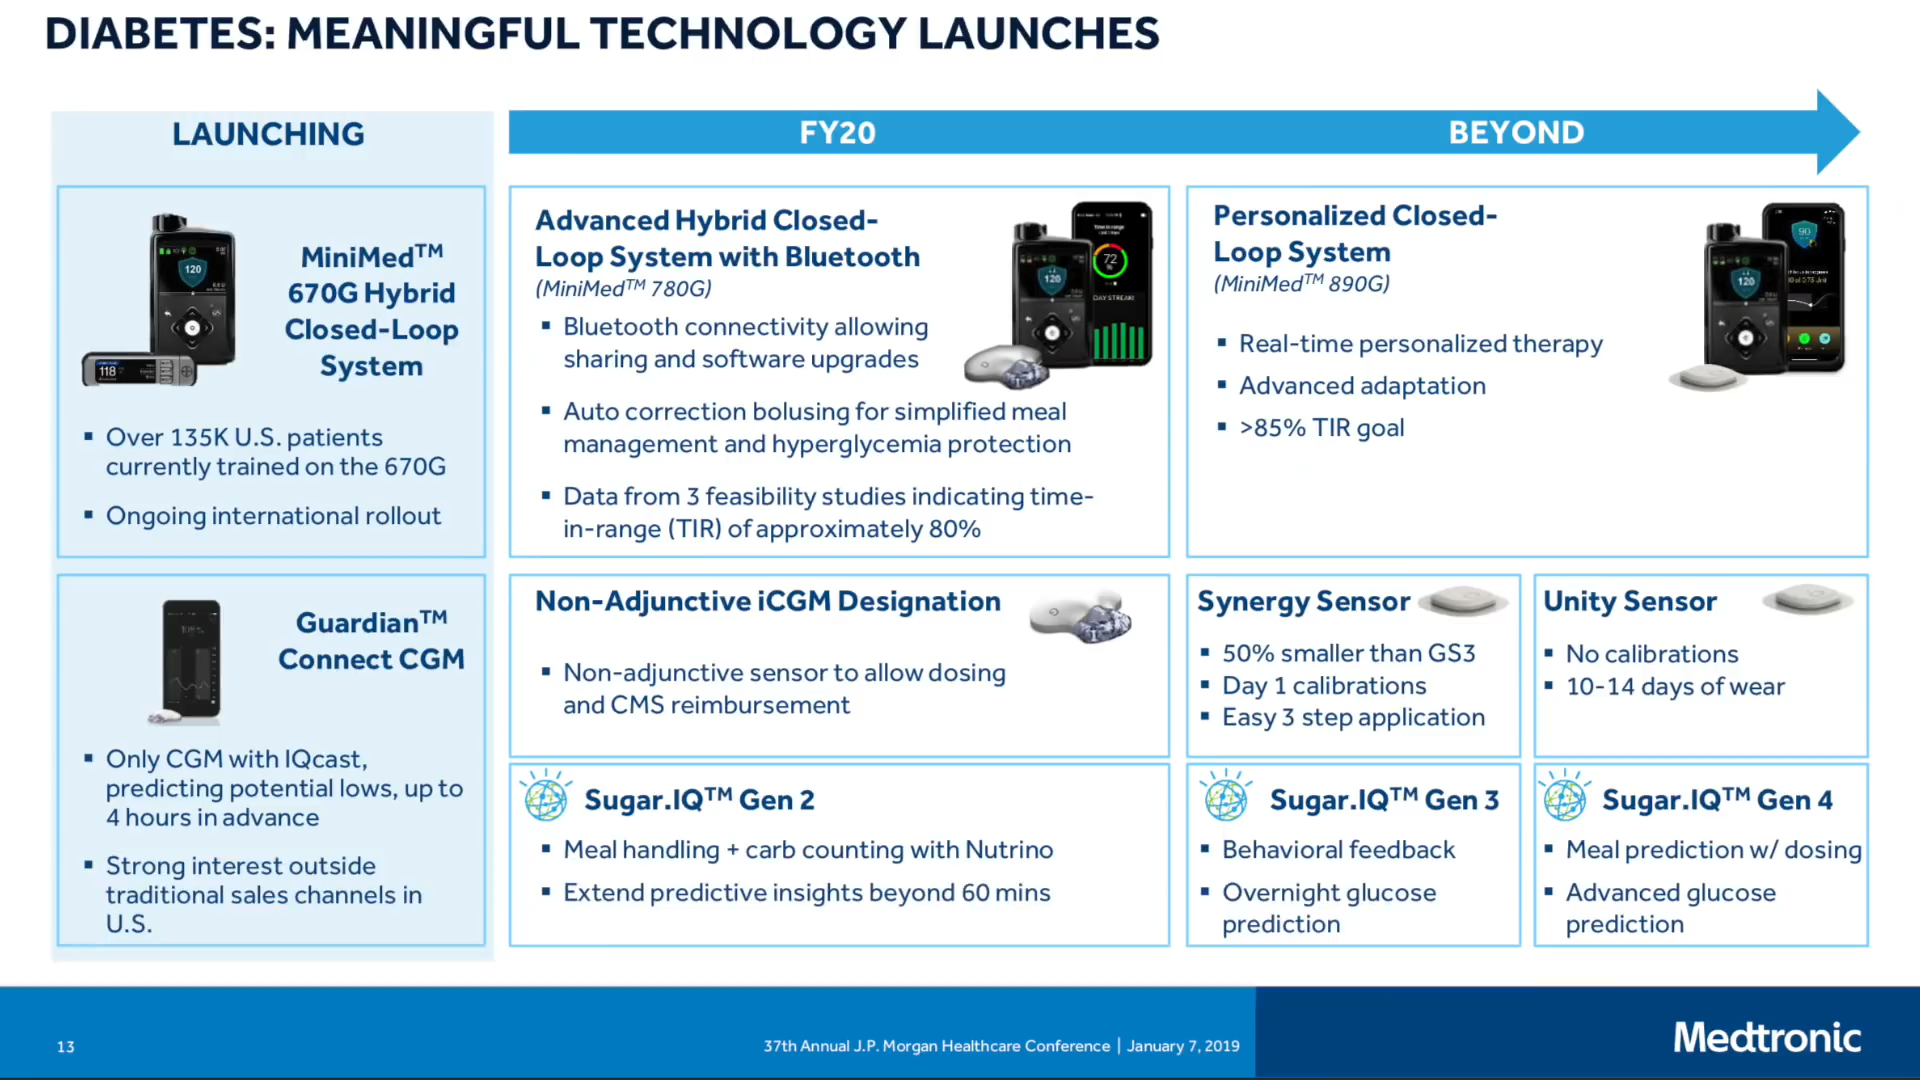 DIABETES: MEANINGFUL TECHNOLOGY LAUNCHES
LAUNCHING
FY20
BEYOND
MiniMed™
670G Hybrid
Closed-Loop
System
120
118
▪ Over 135K U.S. patients
currently trained on the 670G
▪ Ongoing international rollout
Advanced Hybrid Closed-
Loop System with Bluetooth
(MiniMed™ 780G)
▪ Bluetooth connectivity allowing
sharing and software upgrades
▪ Auto correction bolusing for simplified meal
management and hyperglycemia protection
▪ Data from 3 feasibility studies indicating time-
in-range (TIR) of approximately 80%
120
72
%
DAY STREAK!
Personalized Closed-
Loop System
(MiniMed™ 890G)
▪ Real-time personalized therapy
▪ Advanced adaptation
▪ >85% TIR goal
120
90
Guardian™
Connect CGM
▪ Only CGM with IQcast,
predicting potential lows, up to
4 hours in advance
▪ Strong interest outside
traditional sales channels in
U.S.
Non-Adjunctive iCGM Designation
▪ Non-adjunctive sensor to allow dosing
and CMS reimbursement
Synergy Sensor
▪ 50% smaller than GS3
▪ Day 1 calibrations
▪ Easy 3 step application
Unity Sensor
▪ No calibrations
▪ 10-14 days of wear
Sugar.IQ™ Gen 2
▪ Meal handling + carb counting with Nutrino
▪ Extend predictive insights beyond 60 mins
Sugar.IQ™ Gen 3
▪ Behavioral feedback
▪ Overnight glucose
prediction
Sugar.IQ™ Gen 4
▪ Meal prediction w/ dosing
▪ Advanced glucose
prediction
13
37th Annual J.P. Morgan Healthcare Conference | January 7, 2019
Medtronic